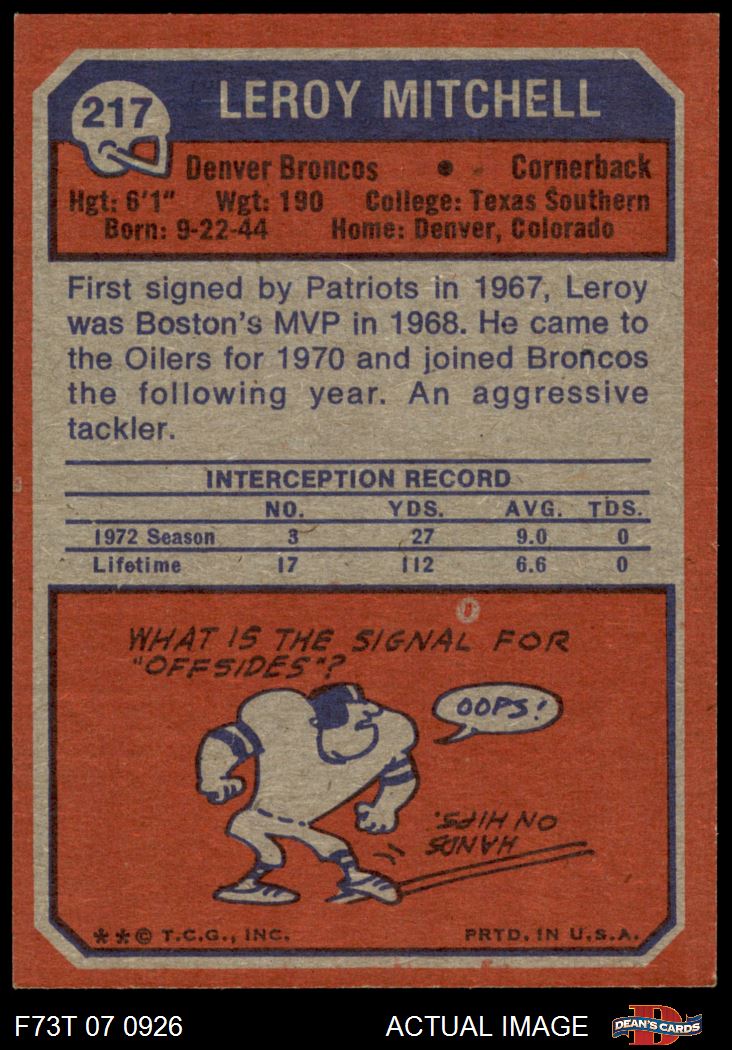 217
LEROY MITCHELL
Denver Broncos • Cornerback
Hgt: 6'1" Wgt: 190 College: Texas Southern
Born: 9-22-44 Home: Denver, Colorado
First signed by Patriots in 1967, Leroy
was Boston's MVP in 1968. He came to
the Oilers for 1970 and joined Broncos
the following year. An aggressive
tackler.
INTERCEPTION RECORD
NO. YDS. AVG. TDS.
1972 Season 3 27 9.0 0
Lifetime 17 112 6.6 0
WHAT IS THE SIGNAL FOR
"OFFSIDES"?
OOPS!
HANDS
ON HIPS.
**© T.C.G., INC. PRTD. IN U.S.A.
F73T 07 0926 ACTUAL IMAGE D DEAN'S CARDS